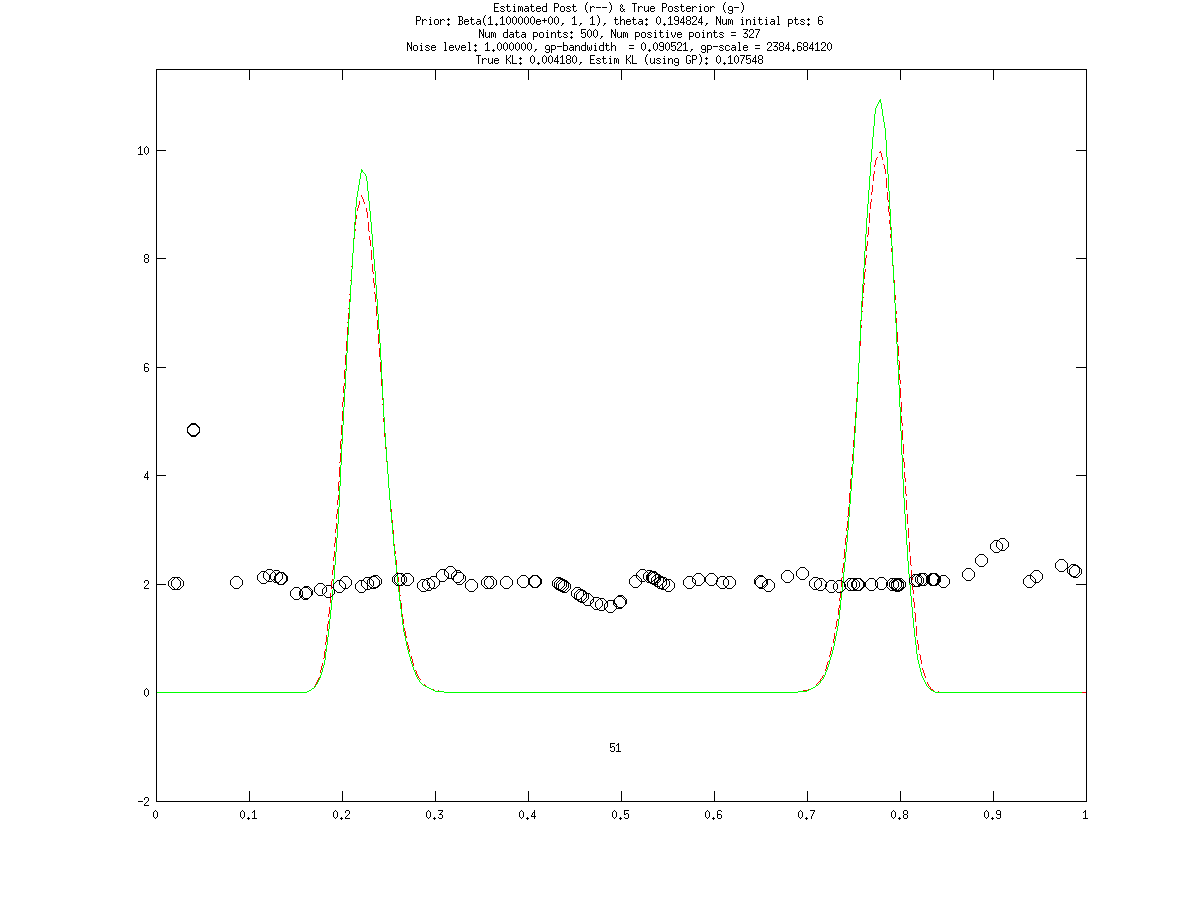 Estimated Post (r--) & True Posterior (g-)
Prior: Beta(1.100000e+00, 1, 1), theta: 0.194824, Num initial pts: 6
Num data points: 500, Num positive points = 327
Noise level: 1.000000, gp-bandwidth  = 0.090521, gp-scale = 2384.684120
True KL: 0.004180, Estim KL (using GP): 0.107548
10
8
6
4
2
0
-2
51
0 0.1 0.2 0.3 0.4 0.5 0.6 0.7 0.8 0.9 1